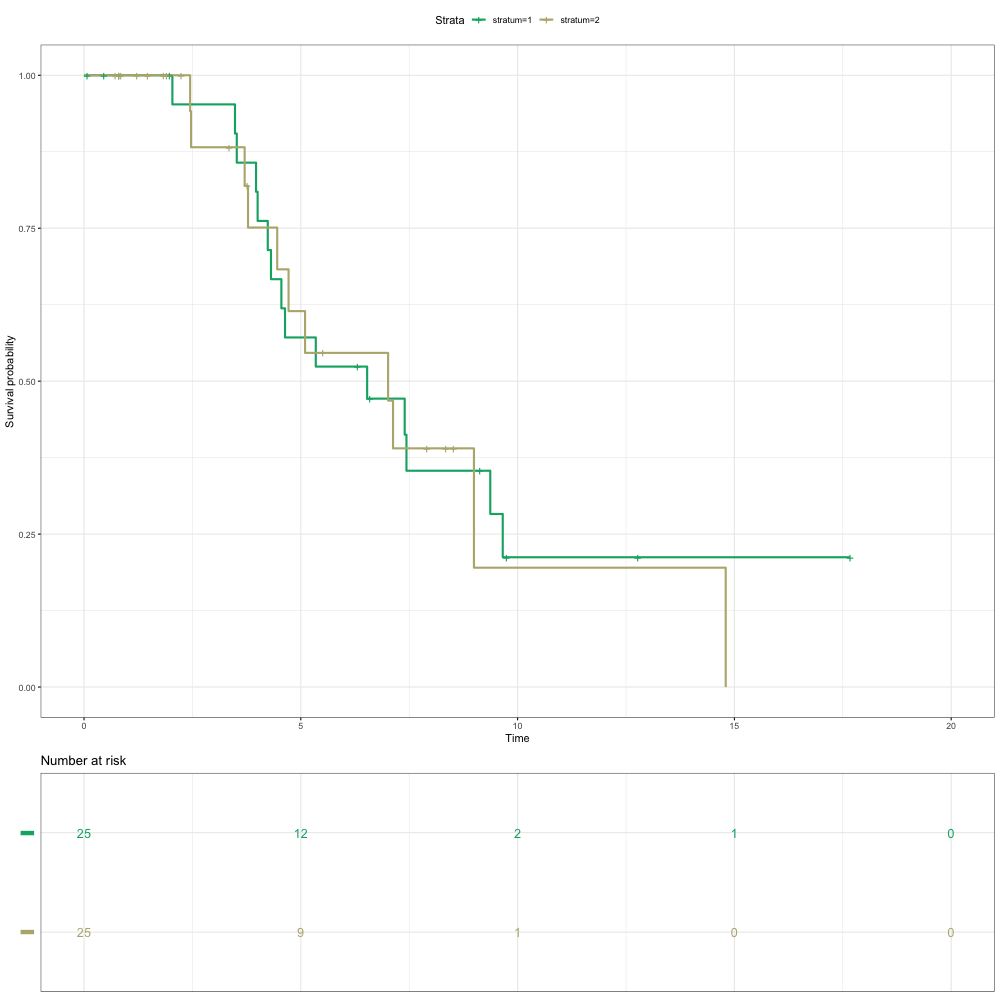 Strata stratum=1 stratum=2
1.00
0.75
0.50
0.25
0.00
Survival probability
0 5 10 15 20
Time
Number at risk
25 12 2 1 0
25 9 1 0 0